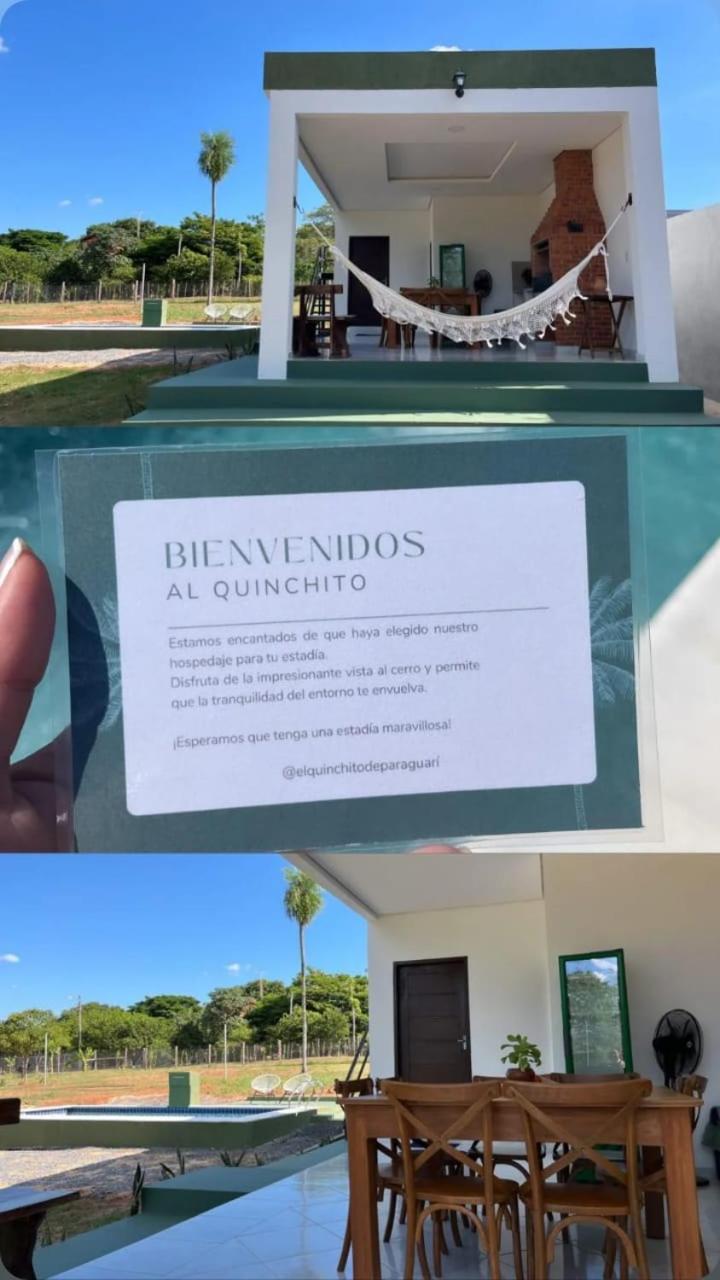 BIENVENIDOS
AL QUINCHITO
Estamos encantados de que haya elegido nuestro
hospedaje para tu estadía.
Disfruta de la impresionante vista al cerro y permite
que la tranquilidad del entorno te envuelva.
¡Esperamos que tenga una estadía maravillosa!
@elquinchitodeparaguarí